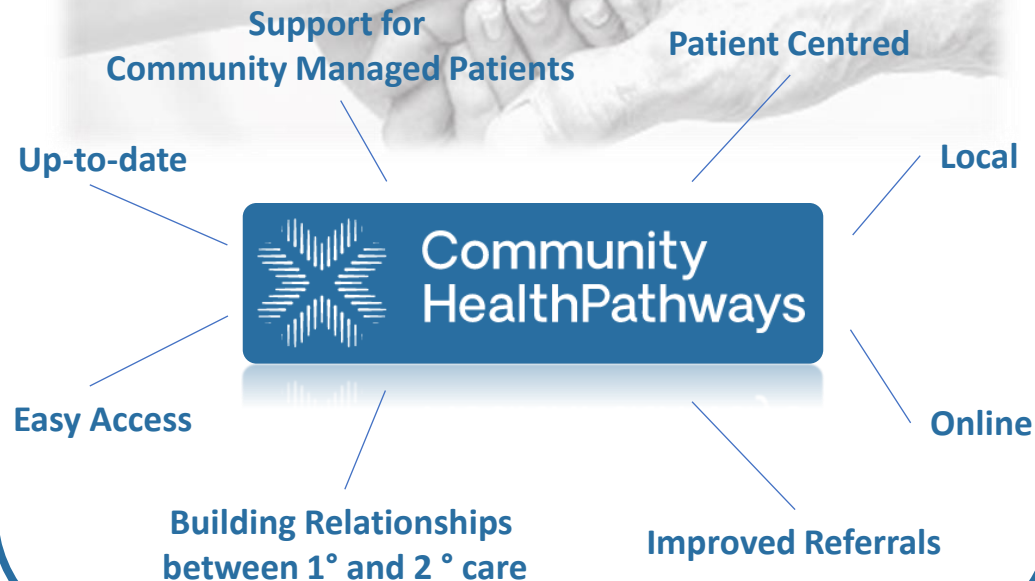 Support for
Community Managed Patients
Patient Centred
Up-to-date
Local
Community
HealthPathways
Easy Access
Online
Building Relationships
between 1° and 2 ° care
Improved Referrals